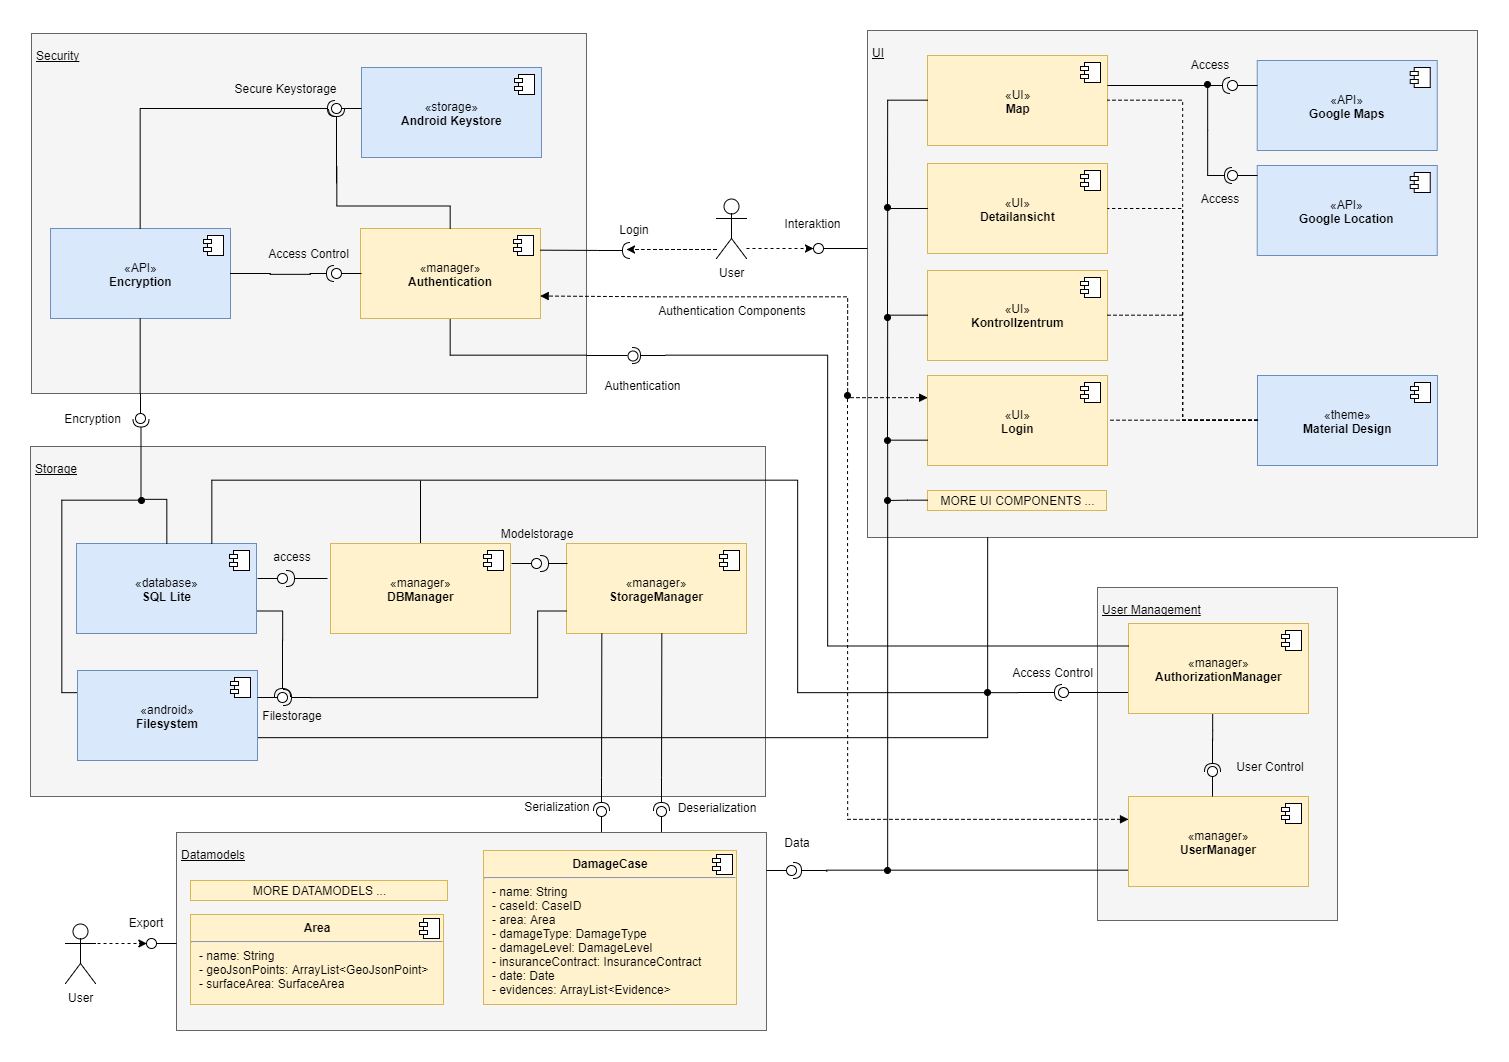 Security
Secure Keystorage
«storage»
Android Keystore
«API»
Encryption
Access Control
«manager»
Authentication
Login
User
Interaktion
Authentication Components
Authentication
Encryption
UI
«UI»
Map
Access
«API»
Google Maps
«UI»
Detailansicht
Access
«API»
Google Location
«UI»
Kontrollzentrum
«UI»
Login
«theme»
Material Design
MORE UI COMPONENTS ...
Storage
«database»
SQL Lite
access
«manager»
DBManager
Modelstorage
«manager»
StorageManager
«android»
Filesystem
Filestorage
Serialization
Deserialization
User Management
«manager»
AuthorizationManager
Access Control
User Control
«manager»
UserManager
Data
Datamodels
MORE DATAMODELS ...
Area
- name: String
- geoJsonPoints: ArrayList<GeoJsonPoint>
- surfaceArea: SurfaceArea
DamageCase
- name: String
- caseId: CaseID
- area: Area
- damageType: DamageType
- damageLevel: DamageLevel
- insuranceContract: InsuranceContract
- date: Date
- evidences: ArrayList<Evidence>
Export
User